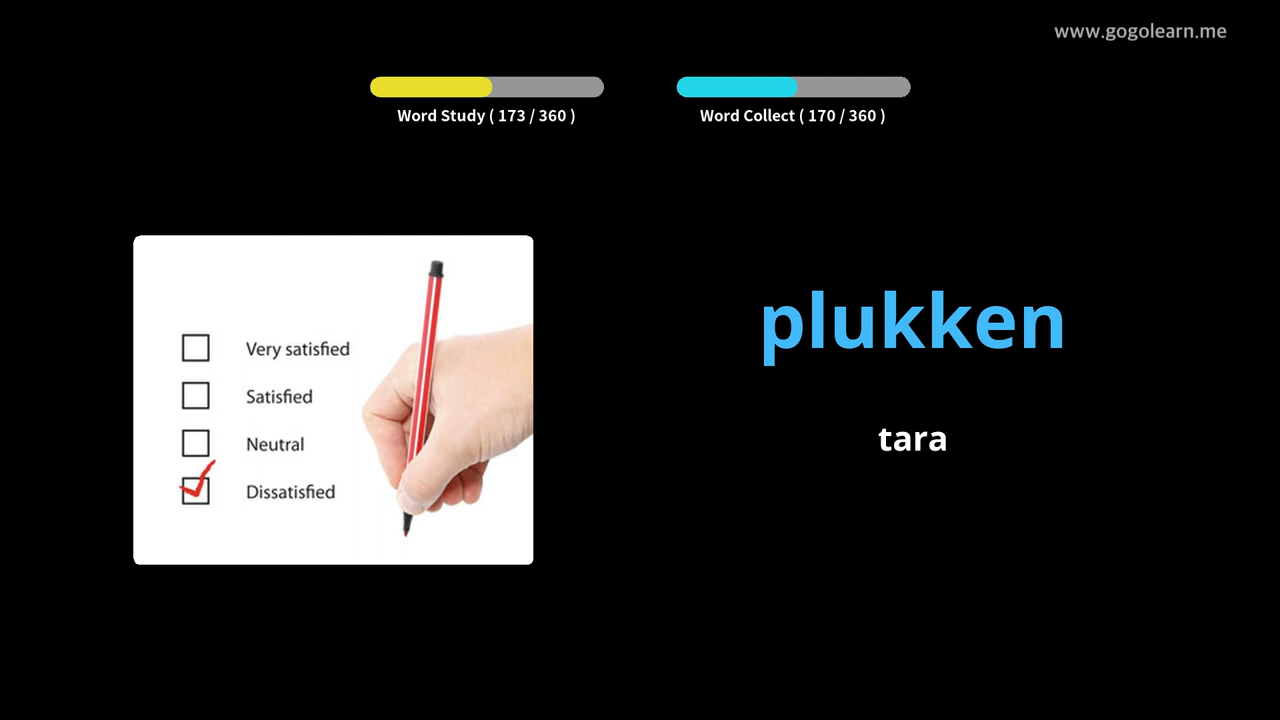 www.gogolearn.me
Word Study ( 173 / 360 )
Word Collect ( 170 / 360 )
Very satisfied
Satisfied
Neutral
Dissatisfied
plukken
tara